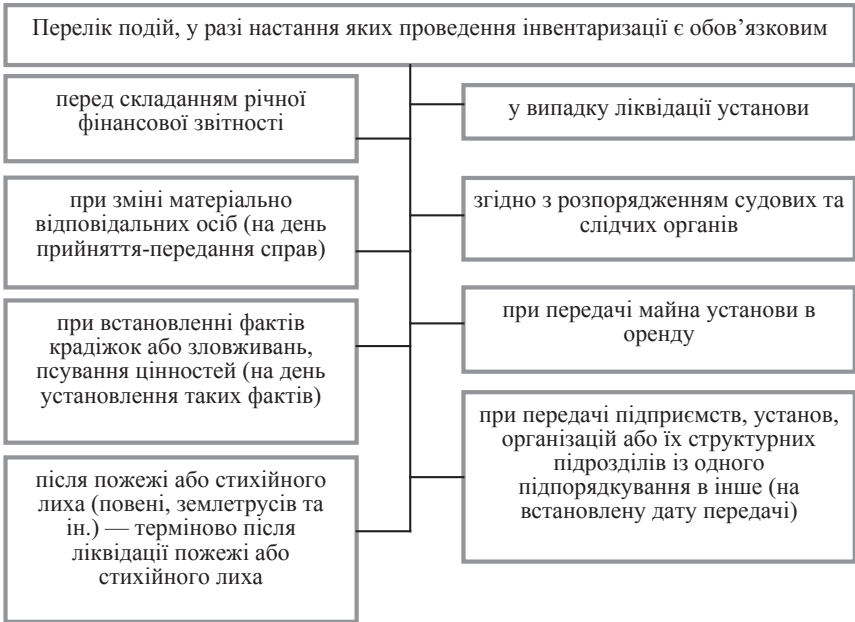 Перелік подій, у разі настання яких проведення інвентаризації є обов’язковим
перед складанням річної
фінансової звітності
при зміні матеріально
відповідальних осіб (на день
прийняття-передання справ)
при встановленні фактів
крадіжок або зловживань,
псування цінностей (на день
установлення таких фактів)
після пожежі або стихійного
лиха (повені, землетрусів та
ін.) — терміново після
ліквідації пожежі або
стихійного лиха
у випадку ліквідації установи
згідно з розпорядженням судових та
слідчих органів
при передачі майна установи в
оренду
при передачі підприємств, установ,
організацій або їх структурних
підрозділів із одного
підпорядкування в інше (на
встановлену дату передачі)